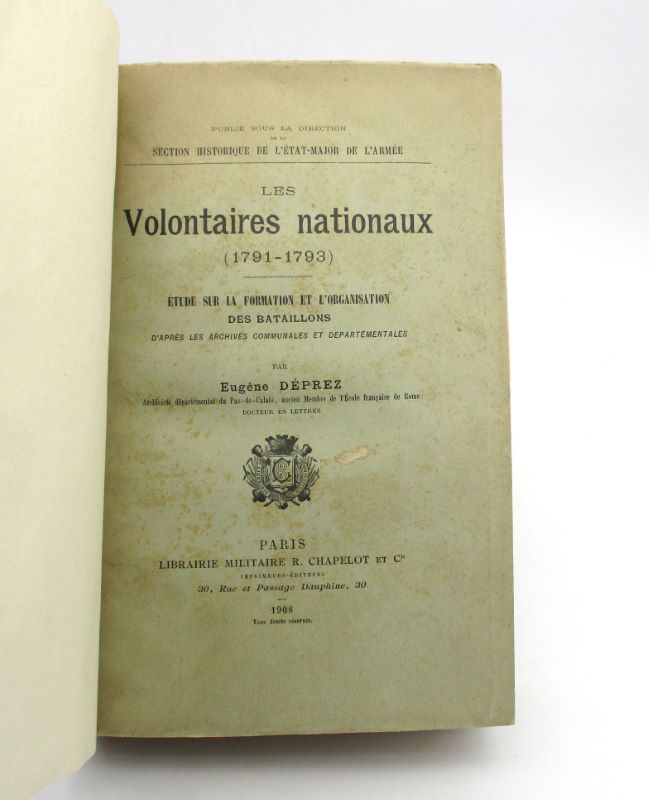 PUBLIÉ SOUS LA DIRECTION
DE LA
SECTION HISTORIQUE DE L'ÉTAT-MAJOR DE L'ARMÉE
LES
Volontaires nationaux
(1791-1793)
ÉTUDE SUR LA FORMATION ET L'ORGANISATION
DES BATAILLONS
D'APRÈS LES ARCHIVES COMMUNALES ET DÉPARTEMENTALES
PAR
Eugène DÉPREZ
Archiviste départemental du Pas-de-Calais, ancien Membre de l'École française de Rome
DOCTEUR ÈS LETTRES
PARIS
LIBRAIRIE MILITAIRE R. CHAPELOT ET Cie
IMPRIMEURS-ÉDITEURS
30, Rue et Passage Dauphine, 30
1908
Tous droits réservés.